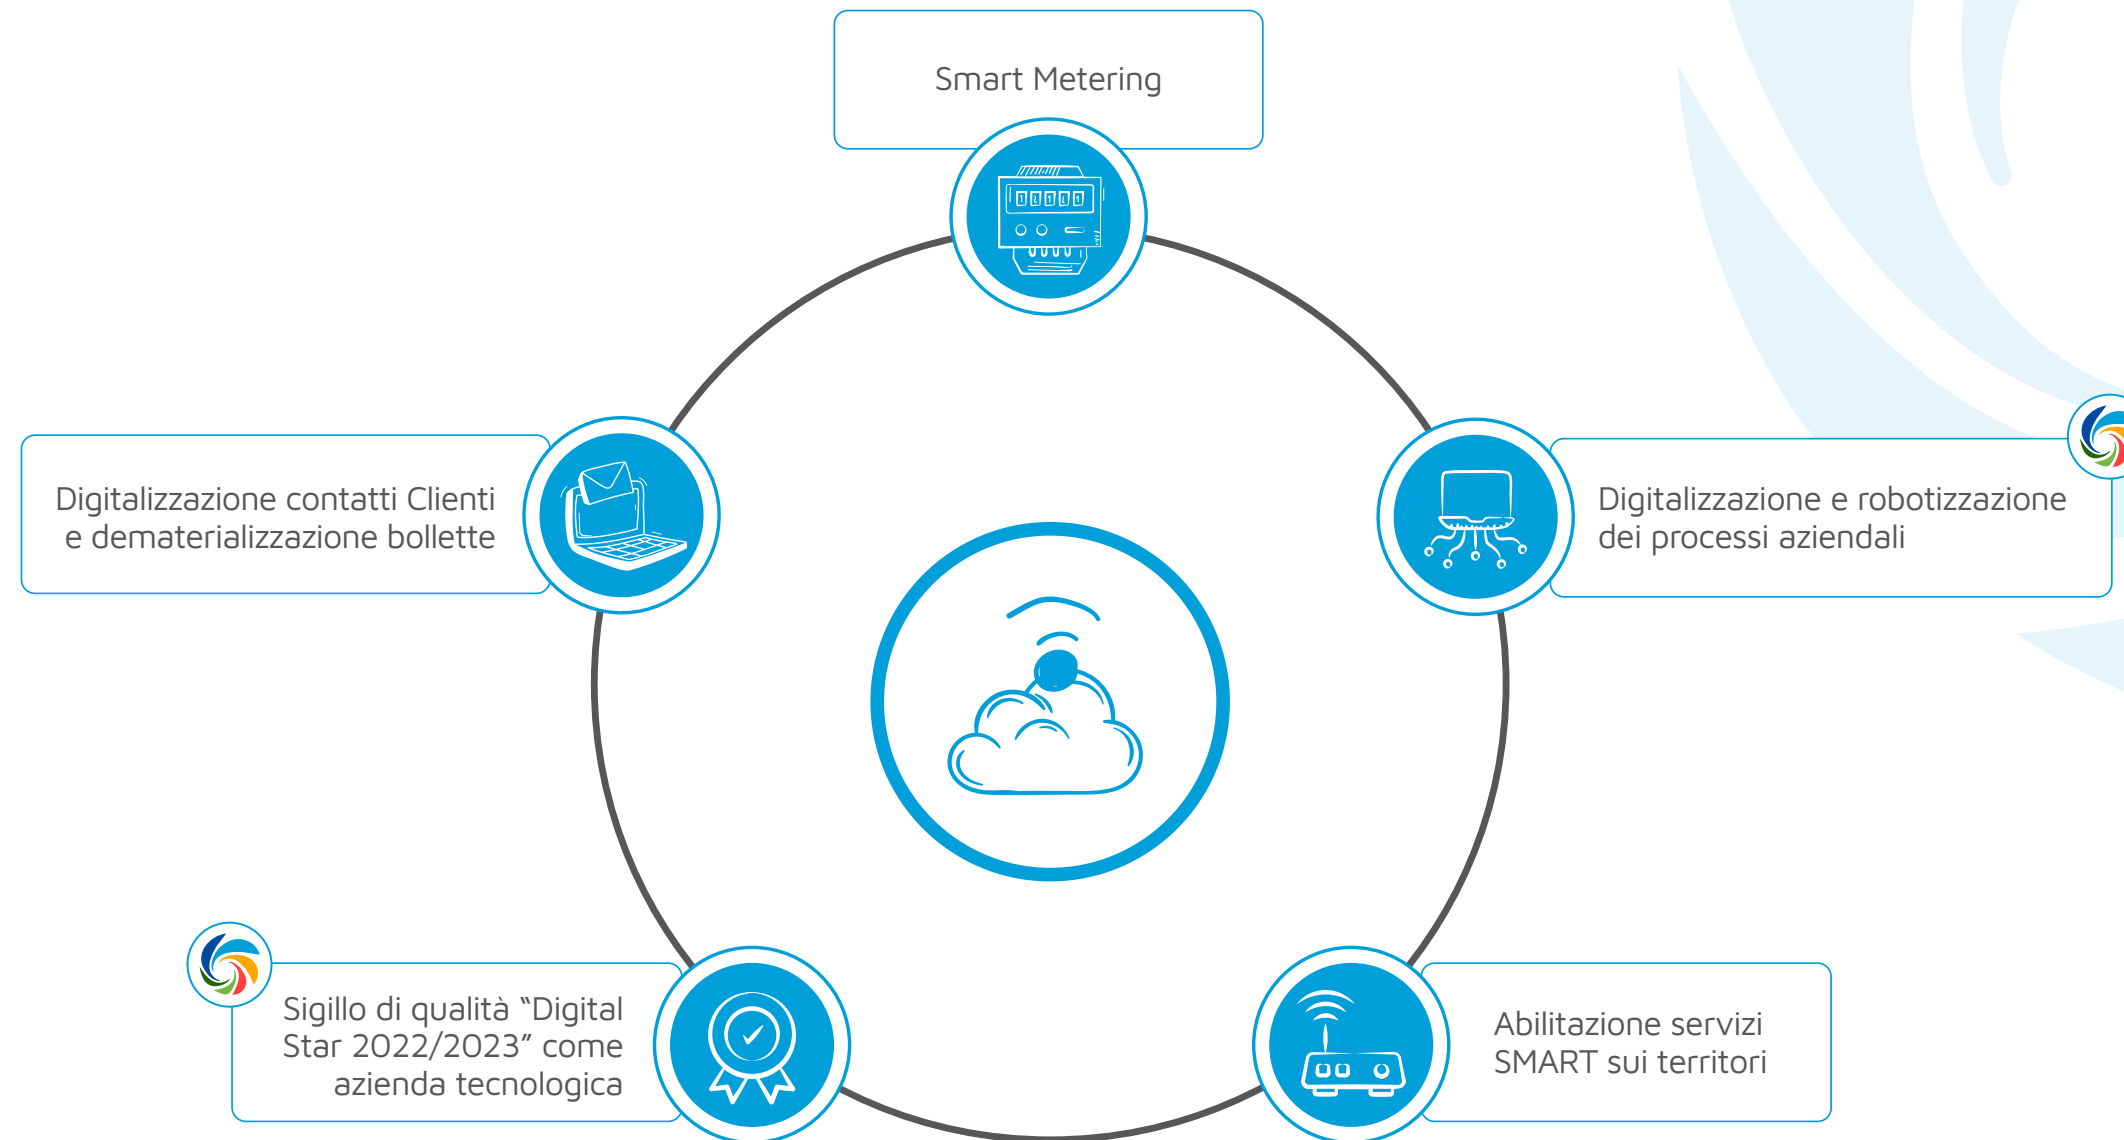 Smart Metering
Digitalizzazione contatti Clienti
e dematerializzazione bollette
Digitalizzazione e robotizzazione
dei processi aziendali
Sigillo di qualità “Digital
Star 2022/2023” come
azienda tecnologica
Abilitazione servizi
SMART sui territori